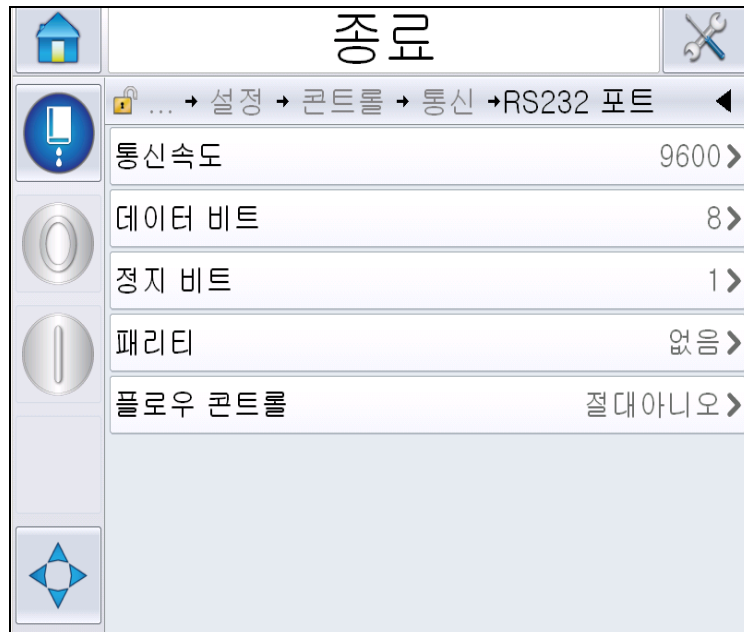 종료
... → 설정 → 콘트롤 → 통신 →RS232 포트
통신속도 9600
데이터 비트 8
정지 비트 1
패리티 없음
플로우 콘트롤 절대아니오